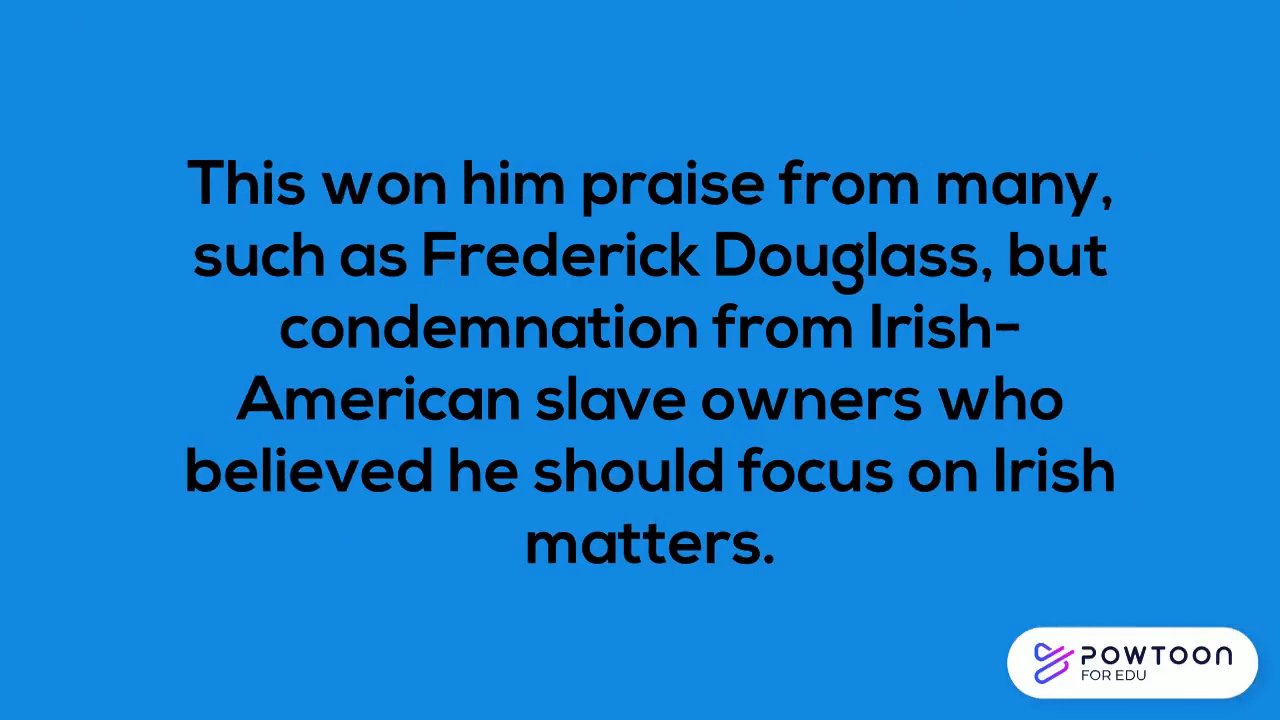 This won him praise from many,
such as Frederick Douglass, but
condemnation from Irish-
American slave owners who
believed he should focus on Irish
matters.
POWTOON
FOR EDU